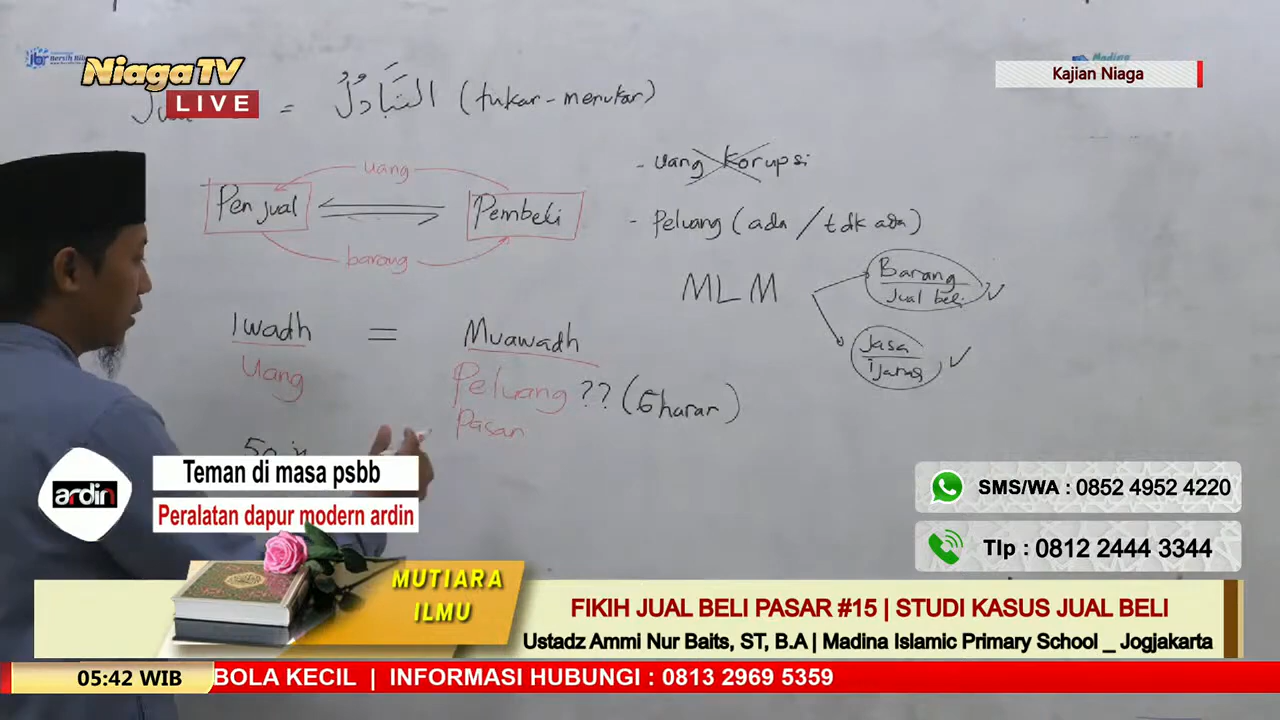 NiagaTV
LIVE
Kajian Niaga
= التَّبَادُلُ (tukar-menukar)
uang
Penjual
Pembeli
barang
- Uang Korupsi
- Peluang (ada / tdk ada)
MLM
Barang
Jual beli
Jasa
Ijarah
Iwadh = Muawadh
Uang
Peluang ?? (Gharar)
Pasar
ardin
Teman di masa psbb
Peralatan dapur modern ardin
SMS/WA : 0852 4952 4220
Tlp : 0812 2444 3344
MUTIARA
ILMU
FIKIH JUAL BELI PASAR #15 | STUDI KASUS JUAL BELI
Ustadz Ammi Nur Baits, ST, B.A | Madina Islamic Primary School _ Jogjakarta
05:42 WIB
BOLA KECIL | INFORMASI HUBUNGI : 0813 2969 5359